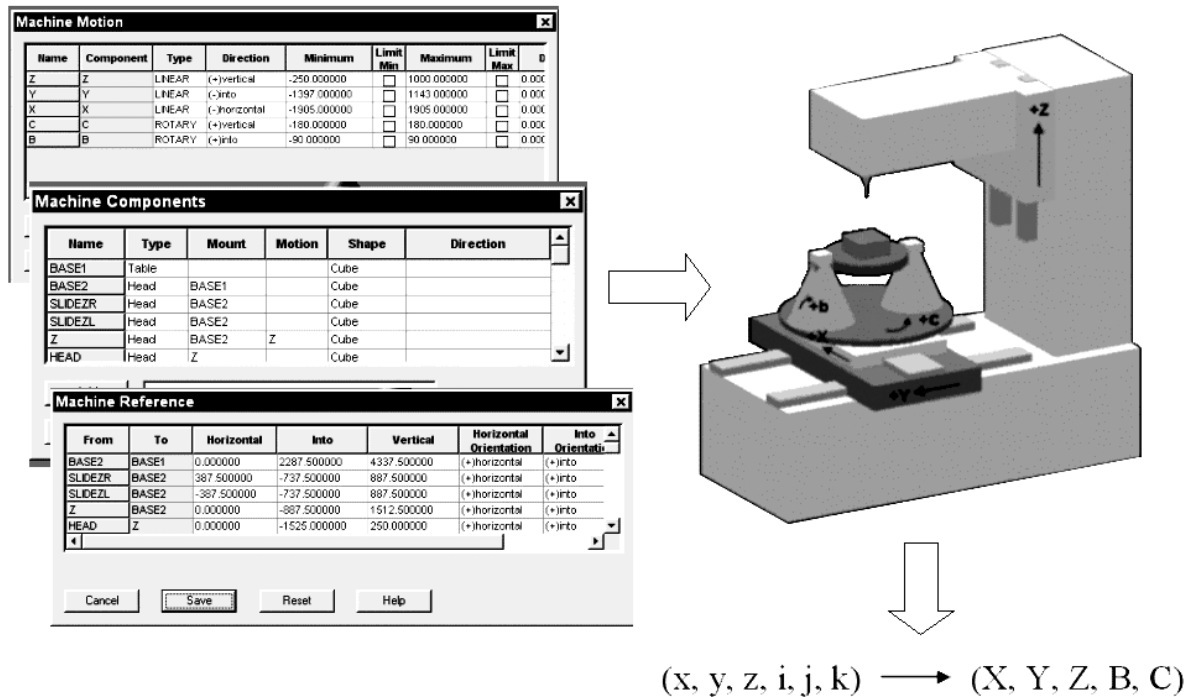 Machine Motion
Name Component Type Direction Minimum Limit Min Maximum Limit Max D
Z Z LINEAR (+)vertical -250.000000 1000.000000 0.000
Y Y LINEAR (-)into -1397.000000 1143.000000 0.000
X X LINEAR (-)horizontal -1905.000000 1905.000000 0.000
C C ROTARY (+)vertical -180.000000 180.000000 0.000
B B ROTARY (+)into -90.000000 90.000000 0.000
Machine Components
Name Type Mount Motion Shape Direction
BASE1 Table Cube
BASE2 Head BASE1 Cube
SLIDEZR Head BASE2 Cube
SLIDEZL Head BASE2 Cube
Z Head BASE2 Z Cube
HEAD Head Z Cube
Machine Reference
From To Horizontal Into Vertical Horizontal Orientation Into Orientati
BASE2 BASE1 0.000000 2287.500000 4337.500000 (+)horizontal (+)into
SLIDEZR BASE2 387.500000 -737.500000 887.500000 (+)horizontal (+)into
SLIDEZL BASE2 -387.500000 -737.500000 887.500000 (+)horizontal (+)into
Z BASE2 0.000000 -887.500000 1512.500000 (+)horizontal (+)into
HEAD Z 0.000000 -1525.000000 250.000000 (+)horizontal (+)into
Cancel Save Reset Help
+Z
+b
+C
+X
+Y
(x, y, z, i, j, k) → (X, Y, Z, B, C)